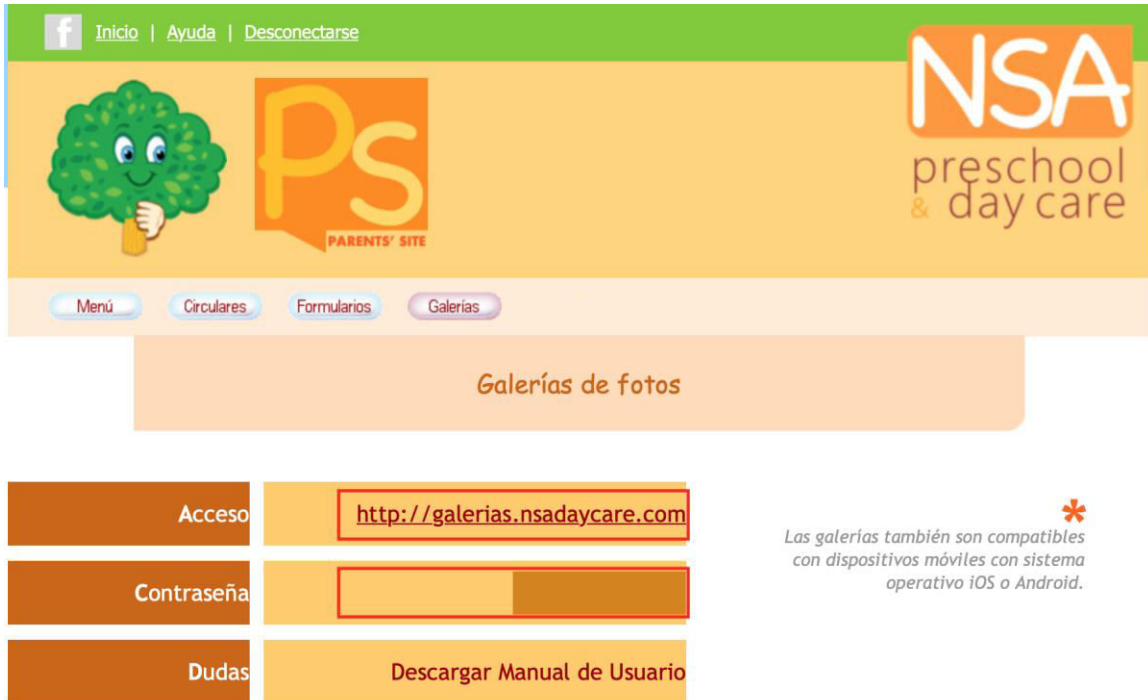 f Inicio | Ayuda | Desconectarse
NSA
preschool
& day care
PS
PARENTS' SITE
Menú Circulares Formularios Galerías
Galerías de fotos
Acceso http://galerias.nsadaycare.com
*
Las galerías también son compatibles
con dispositivos móviles con sistema
operativo iOS o Android.
Contraseña
Dudas Descargar Manual de Usuario